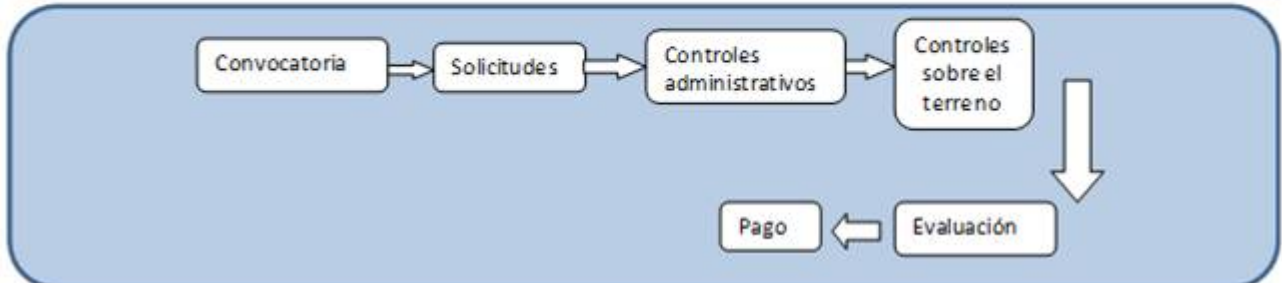 Convocatoria
Solicitudes
Controles
administrativos
Controles
sobre el
terreno
Evaluación
Pago